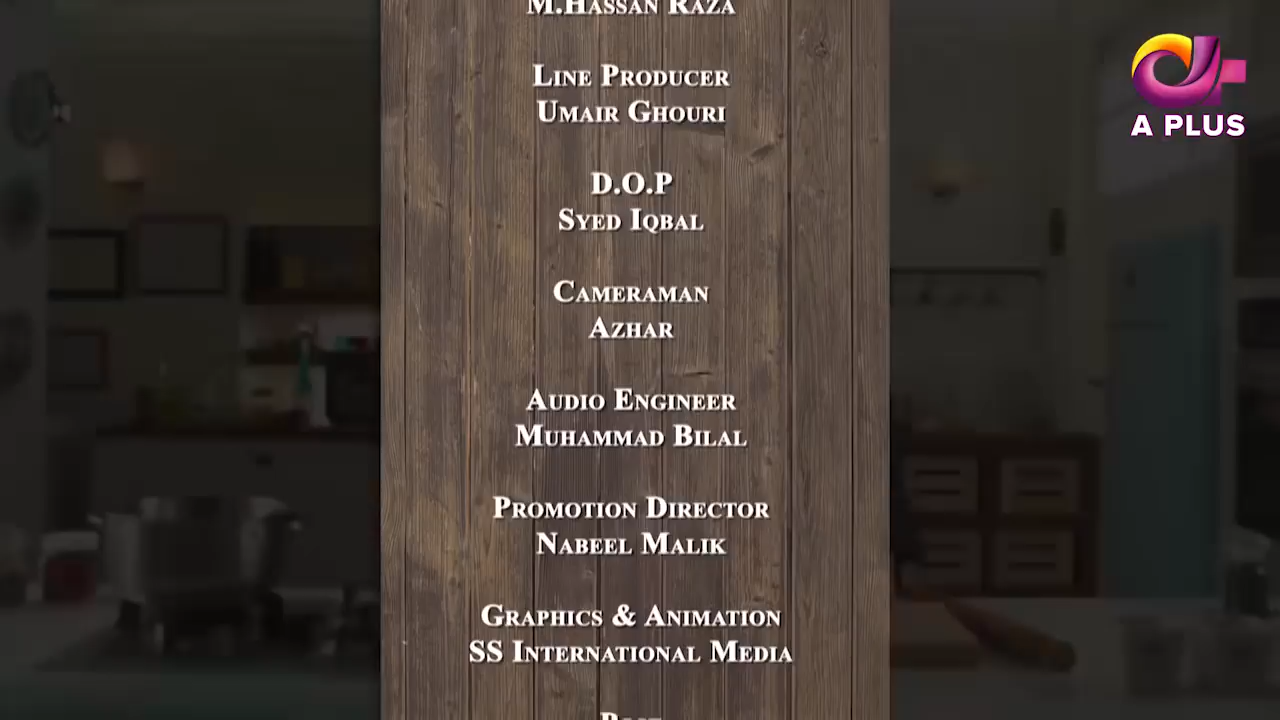 M.Hassan Raza
Line Producer
Umair Ghouri
D.O.P
Syed Iqbal
Cameraman
Azhar
Audio Engineer
Muhammad Bilal
Promotion Director
Nabeel Malik
Graphics & Animation
SS International Media
A PLUS